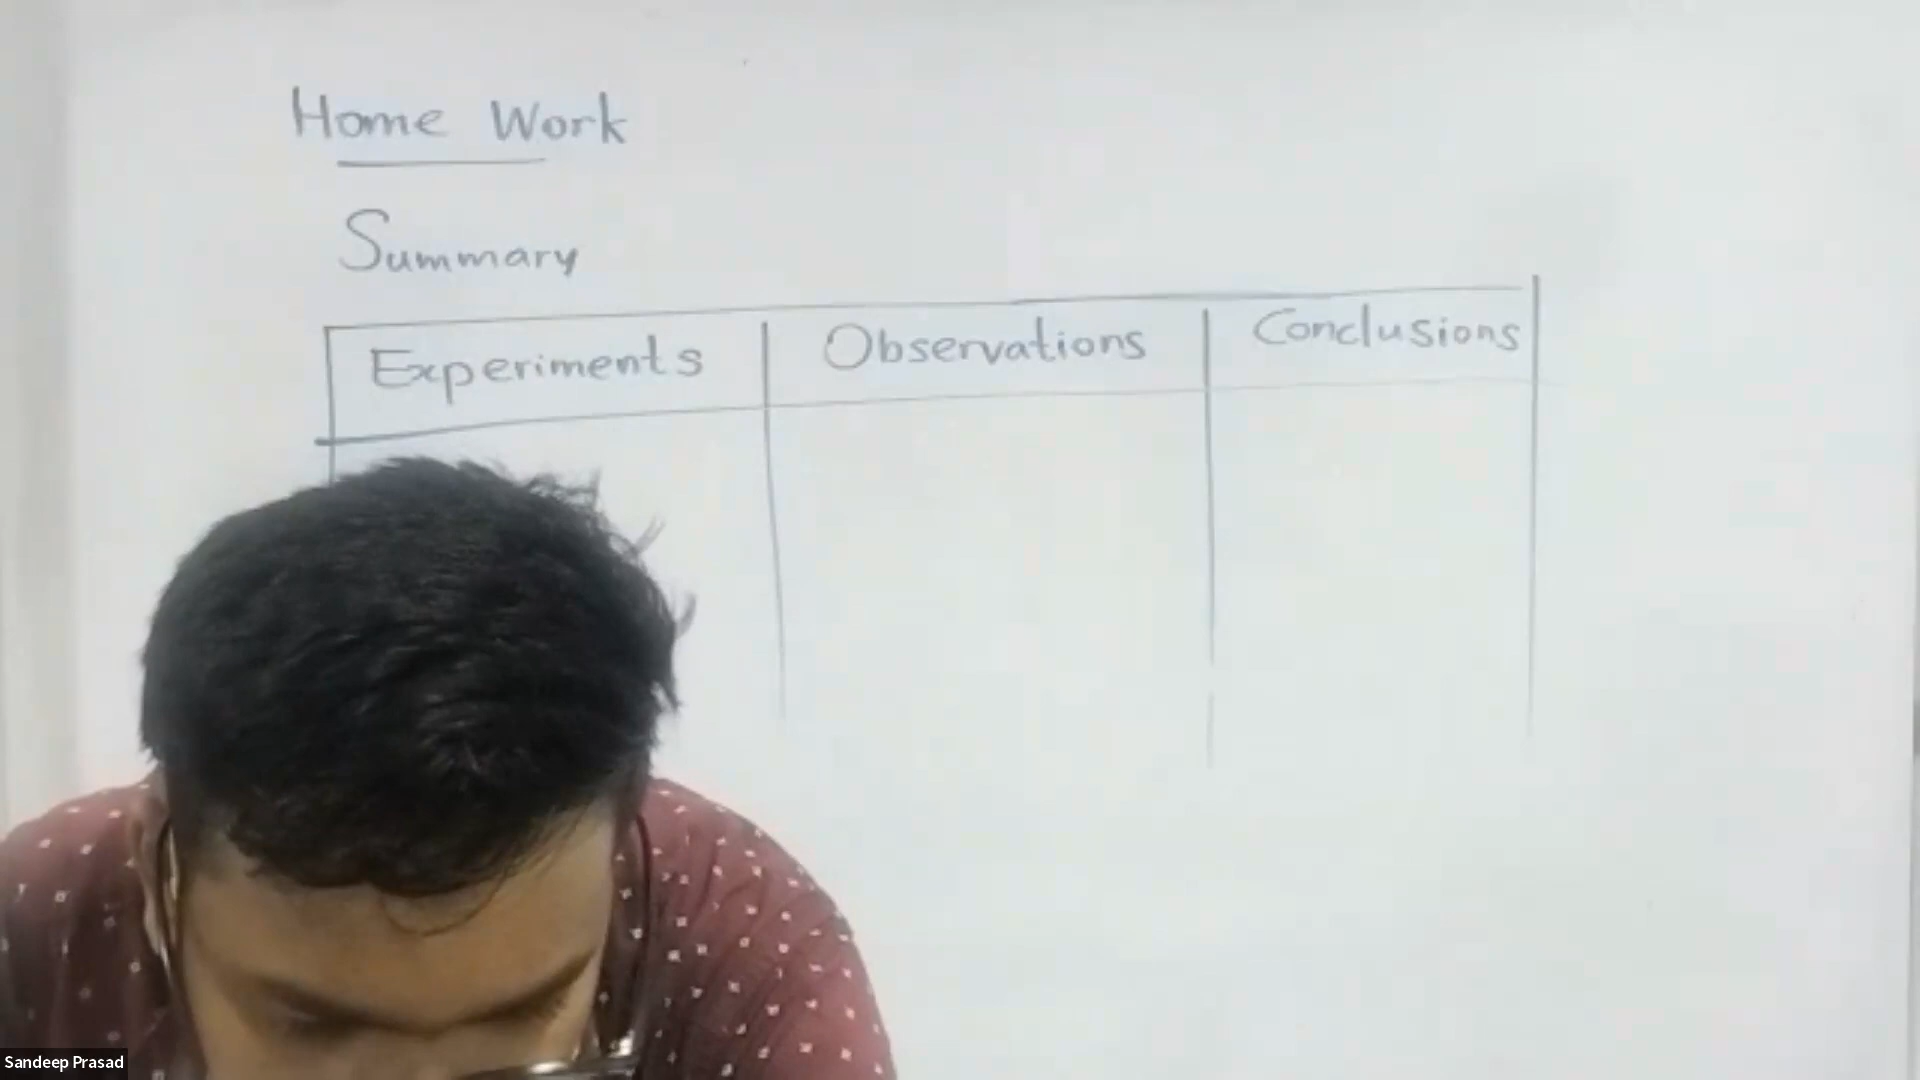 Home Work
Summary
Experiments Observations Conclusions
Sandeep Prasad